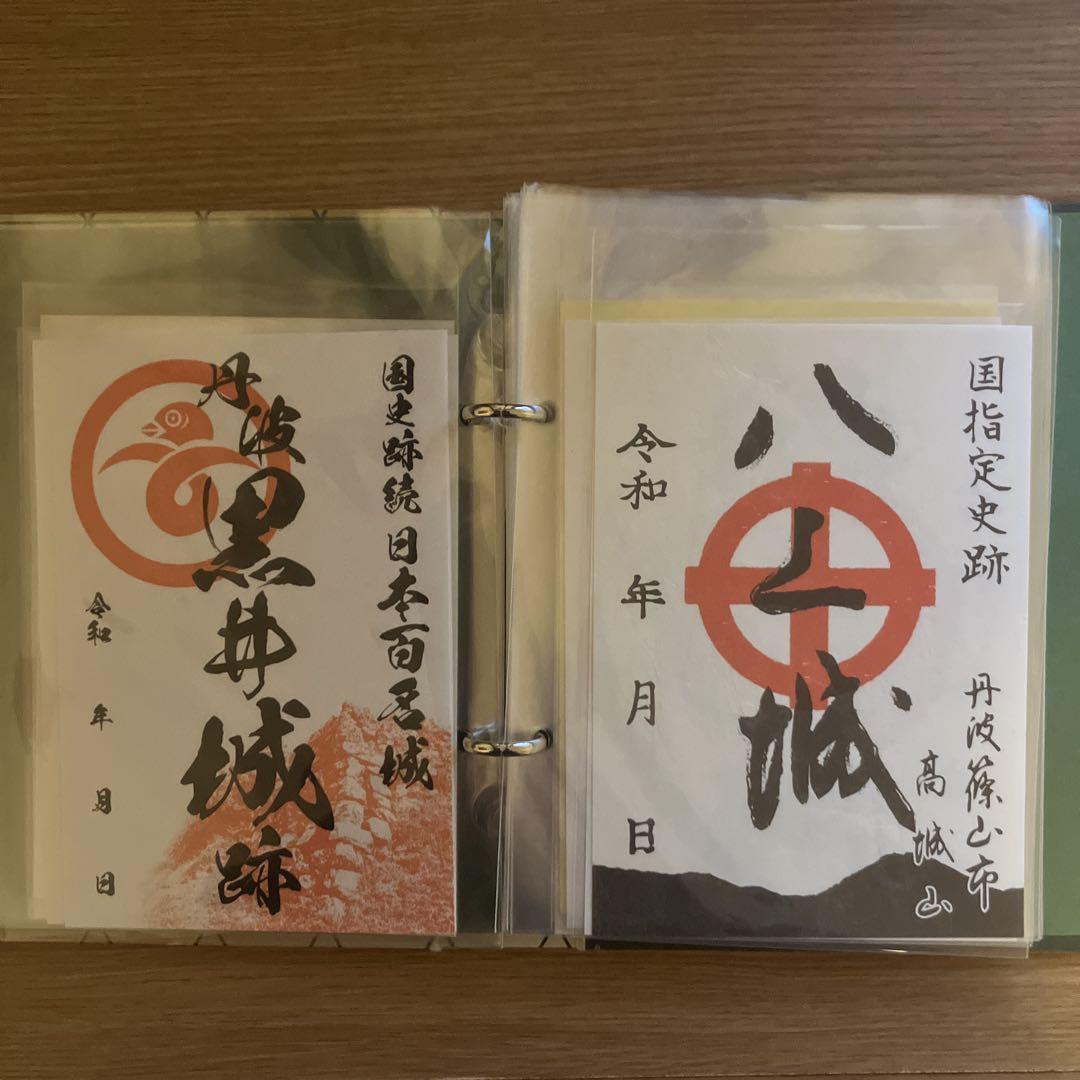 国史跡続日本百名城
丹波
黒井城跡
令和 年 月 日
国指定史跡
丹波篠山市
高城山
八上城
令和 年 月 日